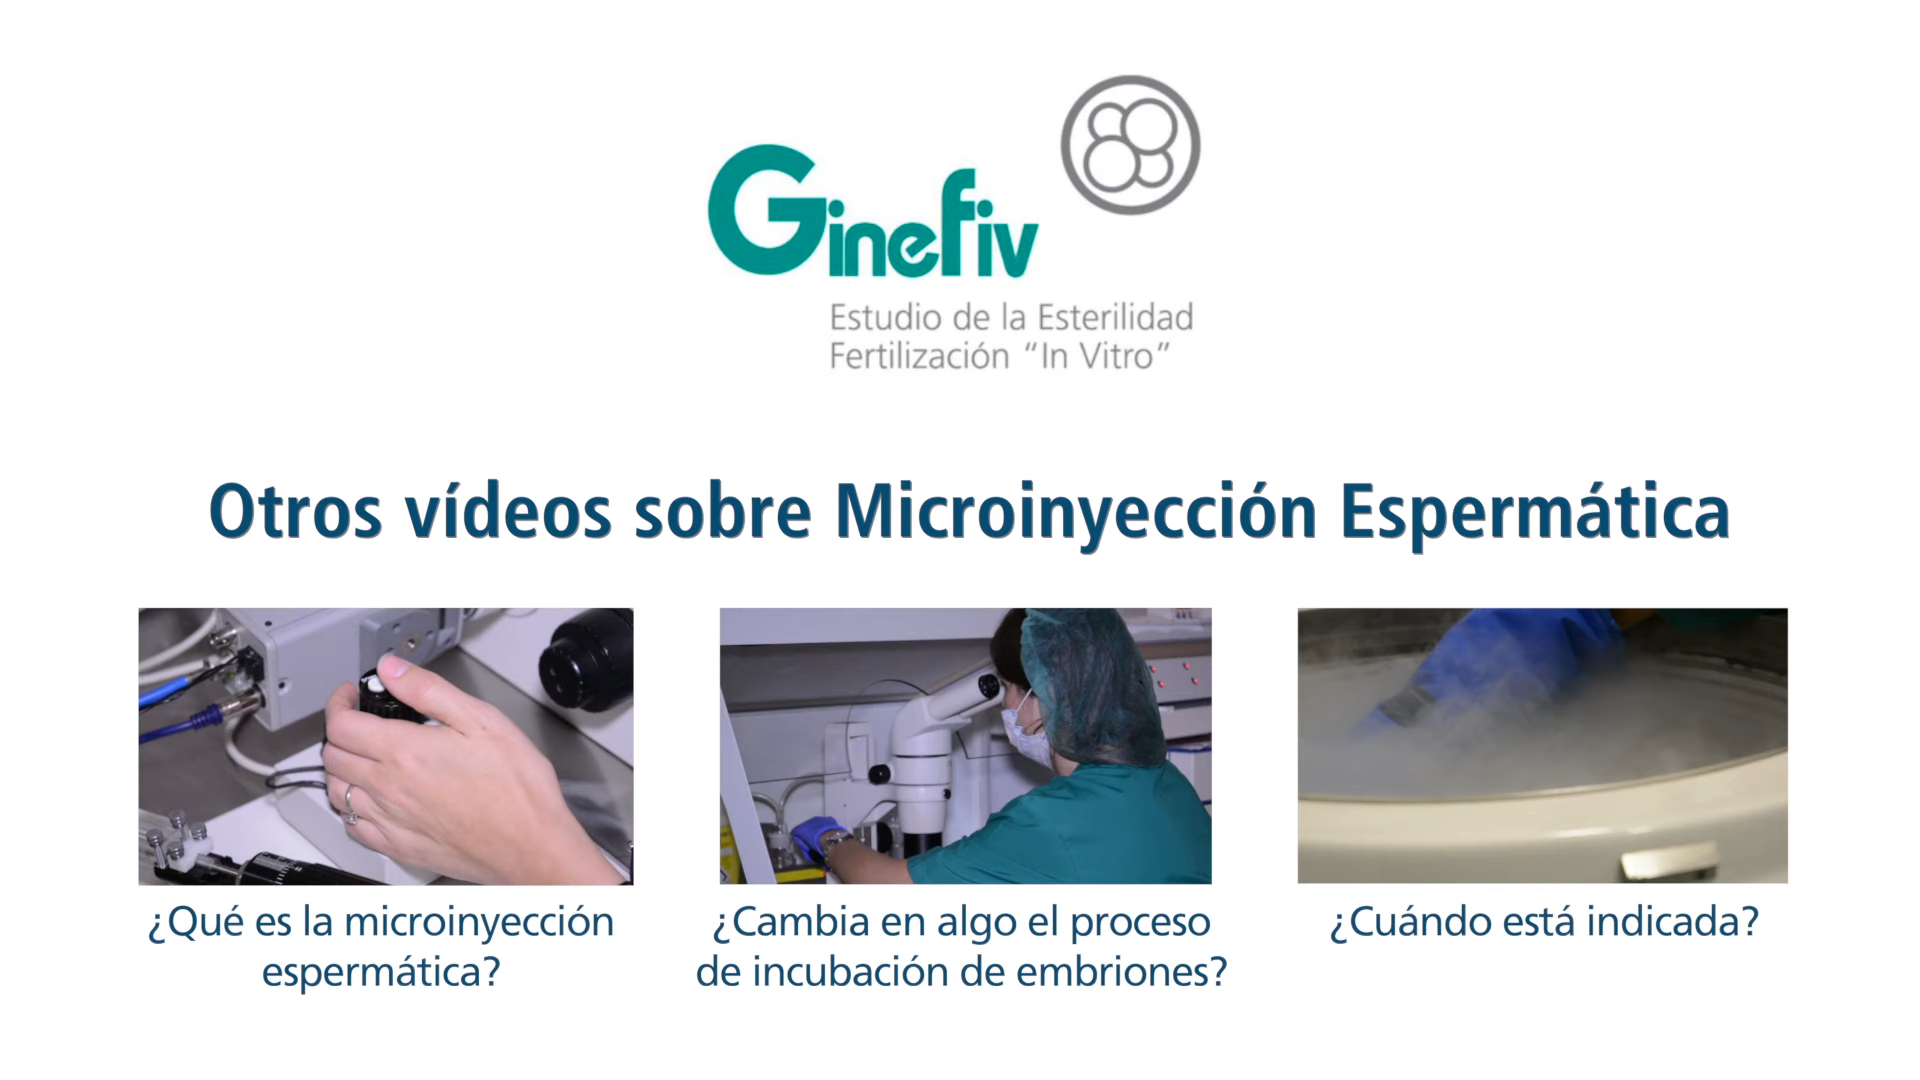 Ginefiv
Estudio de la Esterilidad
Fertilización “In Vitro”
Otros vídeos sobre Microinyección Espermática
¿Qué es la microinyección
espermática?
¿Cambia en algo el proceso
de incubación de embriones?
¿Cuándo está indicada?